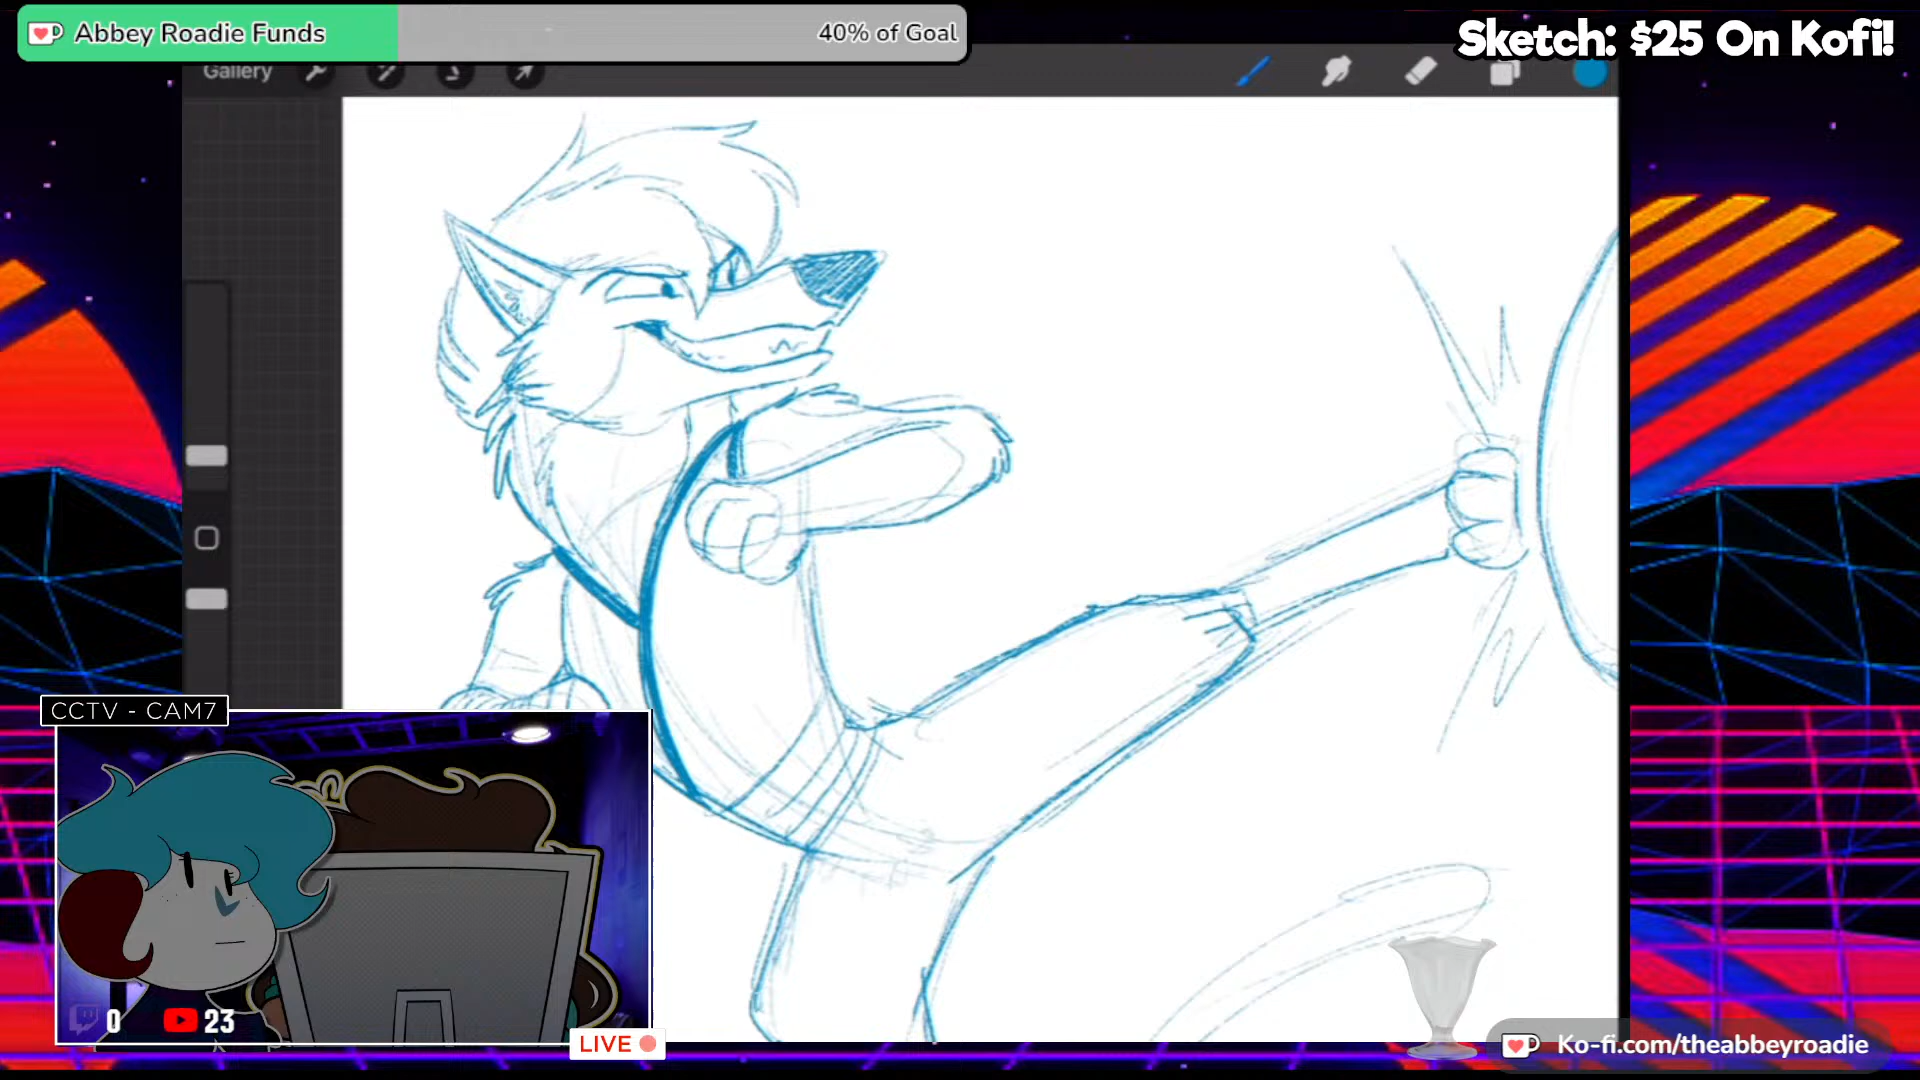 Abbey Roadie Funds
40% of Goal
Sketch: $25 On Kofi!
Gallery
CCTV - CAM7
0
23
LIVE
Ko-fi.com/theabbeyroadie